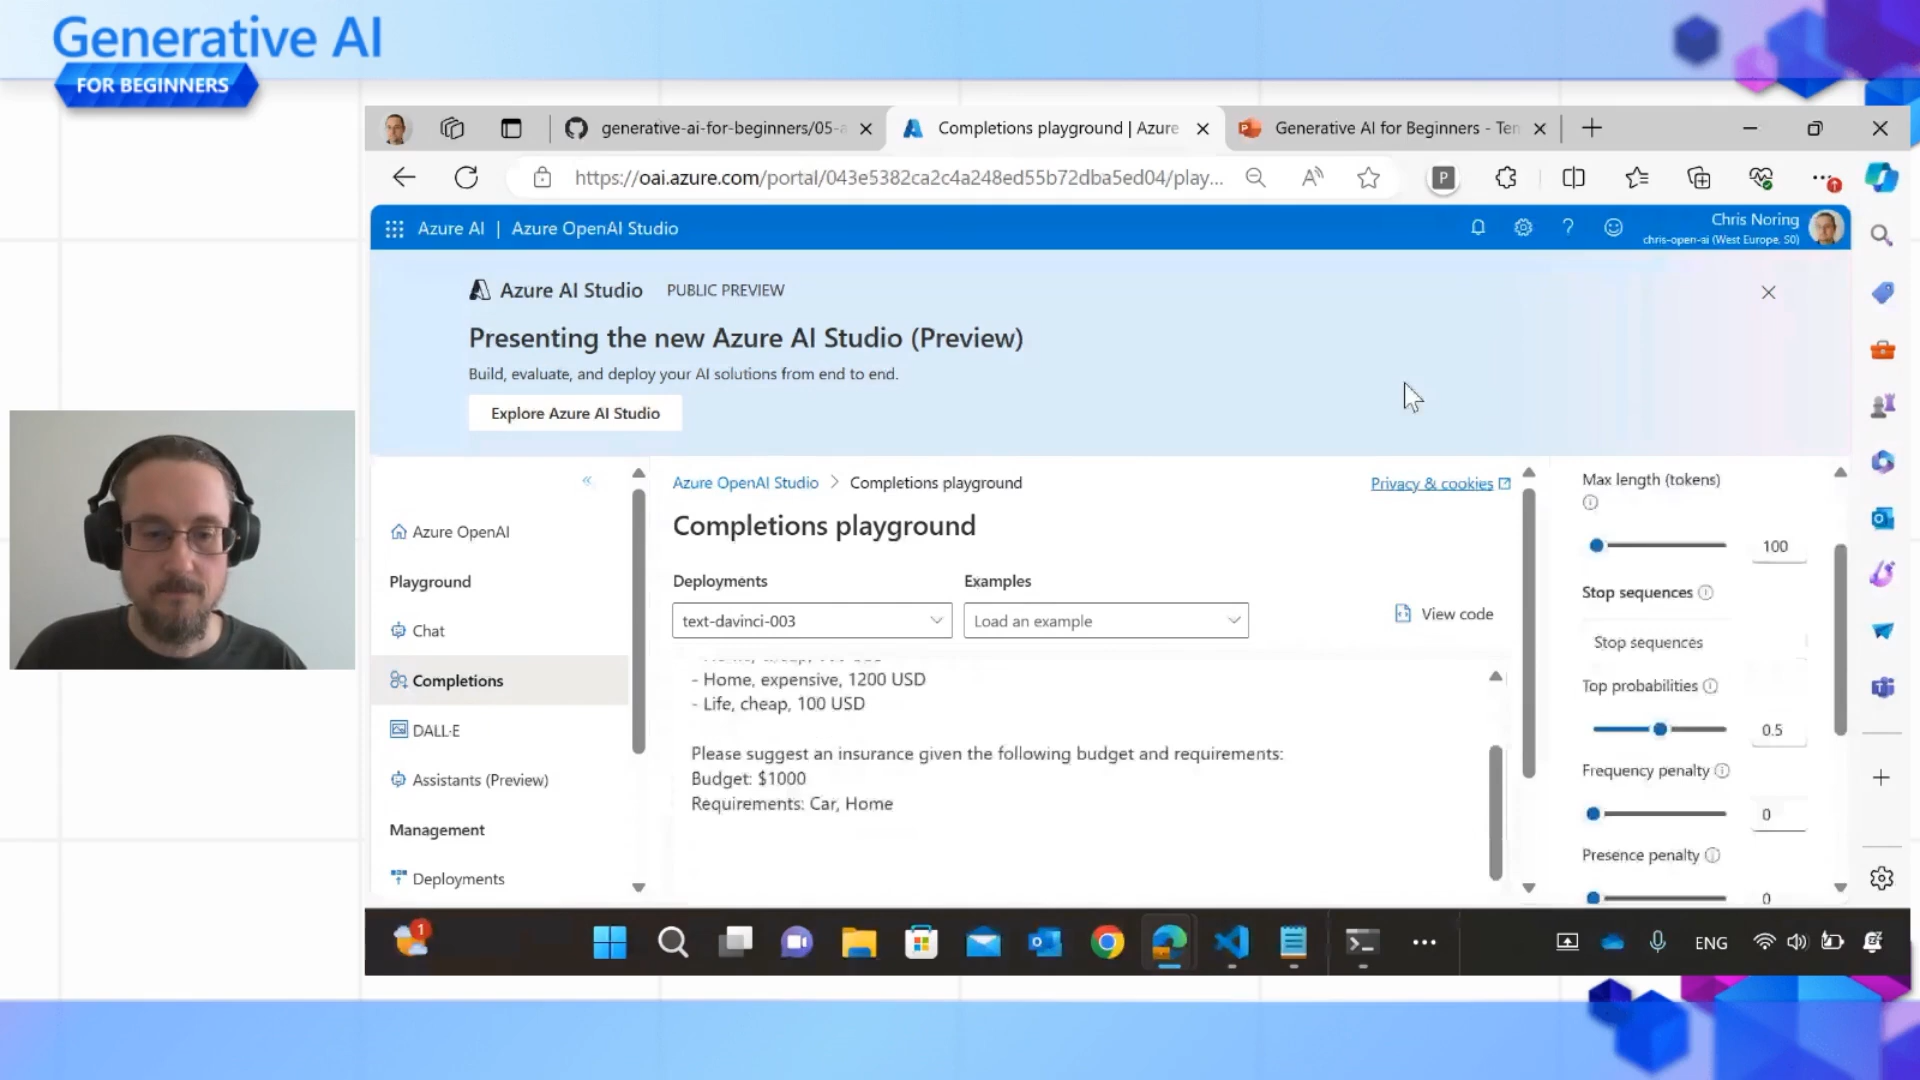 Generative AI
FOR BEGINNERS
generative-ai-for-beginners/05-a
Completions playground | Azure
Generative AI for Beginners - Ten
https://oai.azure.com/portal/043e5382ca2c4a248ed55b72dba5ed04/play...
Azure AI | Azure OpenAI Studio
Chris Noring
chris-open-ai (West Europe, S0)
Azure AI Studio PUBLIC PREVIEW
Presenting the new Azure AI Studio (Preview)
Build, evaluate, and deploy your AI solutions from end to end.
Explore Azure AI Studio
Azure OpenAI
Playground
Chat
Completions
DALL·E
Assistants (Preview)
Management
Deployments
Azure OpenAI Studio > Completions playground
Privacy & cookies
Completions playground
Deployments
Examples
text-davinci-003
Load an example
View code
- Home, expensive, 1200 USD
- Life, cheap, 100 USD
Please suggest an insurance given the following budget and requirements:
Budget: $1000
Requirements: Car, Home
Max length (tokens)
100
Stop sequences
Stop sequences
Top probabilities
0.5
Frequency penalty
0
Presence penalty
0
1
ENG